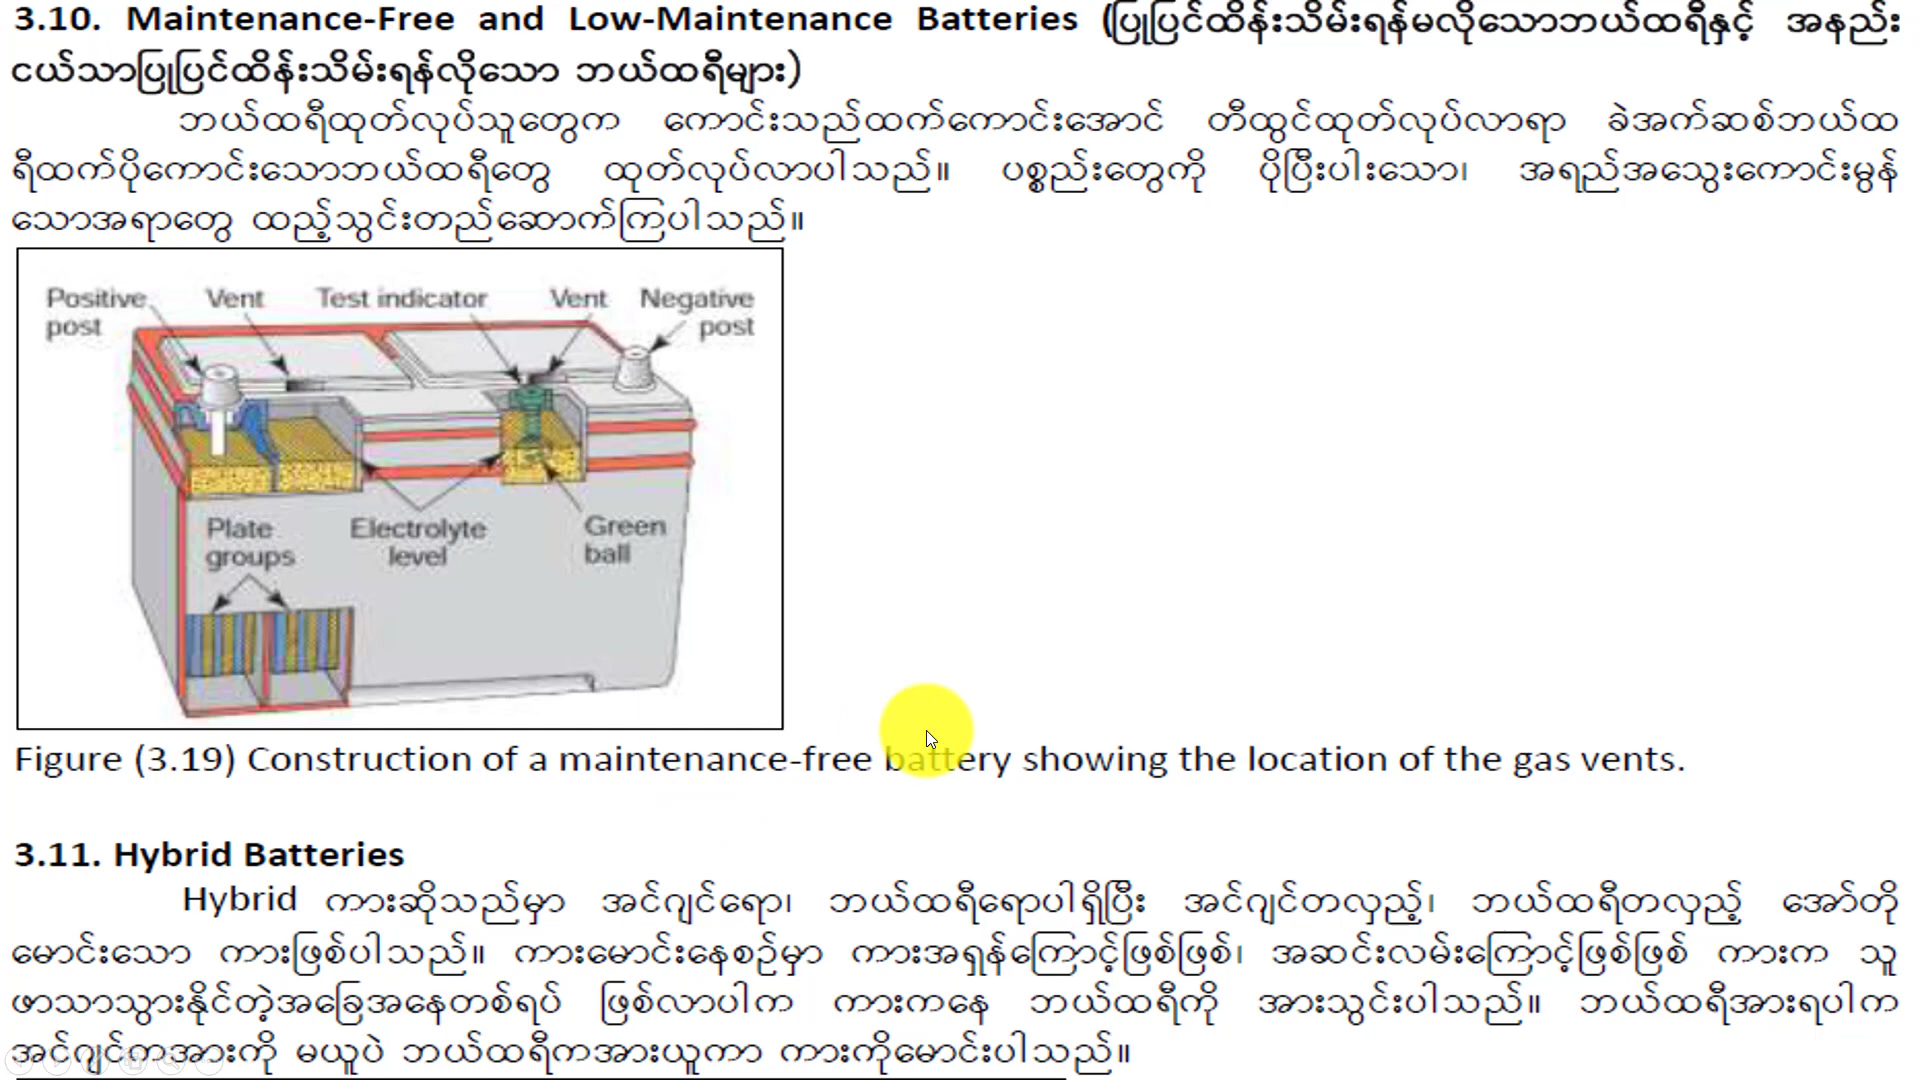 3.10. Maintenance-Free and Low-Maintenance Batteries (ပြုပြင်ထိန်းသိမ်းရန်မလိုသောဘယ်ထရီနှင့် အနည်း
ငယ်သာပြုပြင်ထိန်းသိမ်းရန်လိုသော ဘယ်ထရီများ)
ဘယ်ထရီထုတ်လုပ်သူတွေက ကောင်းသည်ထက်ကောင်းအောင် တီထွင်ထုတ်လုပ်လာရာ ခဲအက်ဆစ်ဘယ်ထ
ရီထက်ပိုကောင်းသောဘယ်ထရီတွေ ထုတ်လုပ်လာပါသည်။ ပစ္စည်းတွေကို ပိုပြီးပါးသော၊ အရည်အသွေးကောင်းမွန်
သောအရာတွေ ထည့်သွင်းတည်ဆောက်ကြပါသည်။
Positive post
Vent
Test indicator
Vent
Negative post
Plate groups
Electrolyte level
Green ball
Figure (3.19) Construction of a maintenance-free battery showing the location of the gas vents.
3.11. Hybrid Batteries
Hybrid ကားဆိုသည်မှာ အင်ဂျင်ရော၊ ဘယ်ထရီရောပါရှိပြီး အင်ဂျင်တလှည့်၊ ဘယ်ထရီတလှည့် အော်တို
မောင်းသော ကားဖြစ်ပါသည်။ ကားမောင်းနေစဉ်မှာ ကားအရှန်ကြောင့်ဖြစ်ဖြစ်၊ အဆင်းလမ်းကြောင့်ဖြစ်ဖြစ် ကားက သူ
ဖာသာသွားနိုင်တဲ့အခြေအနေတစ်ရပ် ဖြစ်လာပါက ကားကနေ ဘယ်ထရီကို အားသွင်းပါသည်။ ဘယ်ထရီအားရပါက
အင်ဂျင်ကအားကို မယူပဲ ဘယ်ထရီကအားယူကာ ကားကိုမောင်းပါသည်။